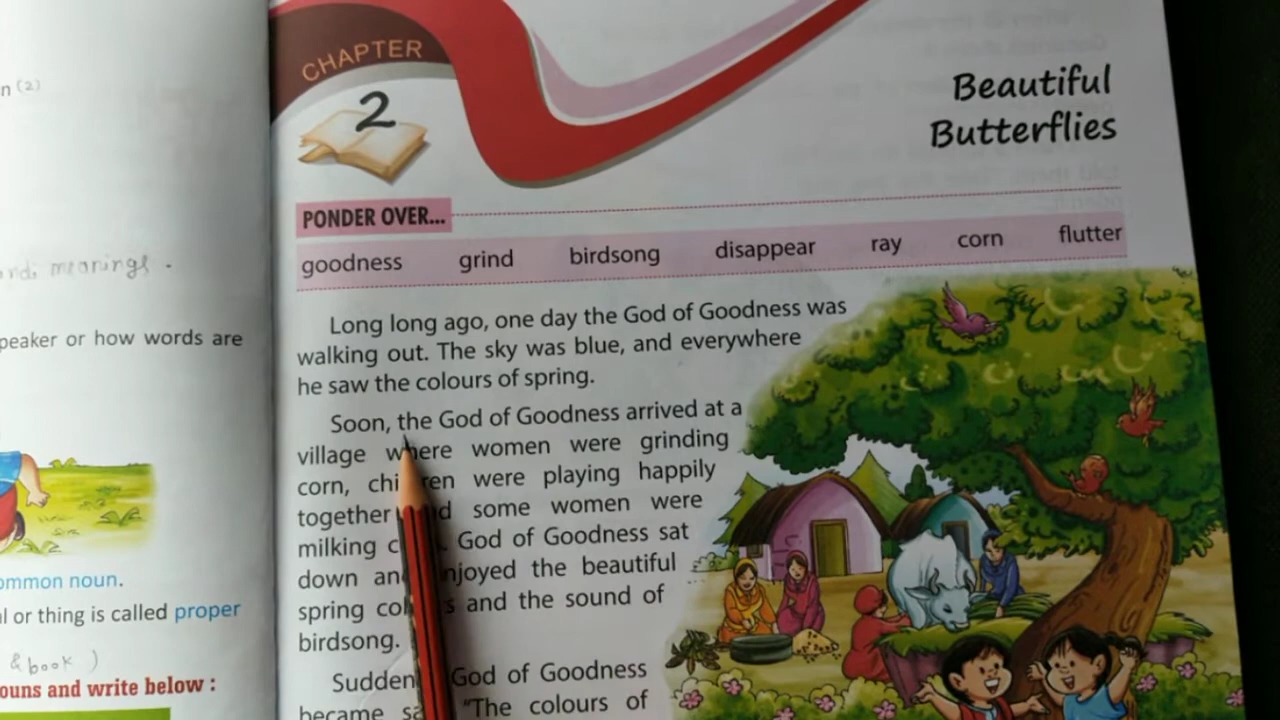 n (2)
meanings.
peaker or how words are
ommon noun.
al or thing is called proper
& book )
ouns and write below :
CHAPTER
2
Beautiful
Butterflies
PONDER OVER...
goodness grind birdsong disappear ray corn flutter
Long long ago, one day the God of Goodness was
walking out. The sky was blue, and everywhere
he saw the colours of spring.
Soon, the God of Goodness arrived at a
village where women were grinding
corn, chi ren were playing happily
together d some women were
milking c . God of Goodness sat
down an njoyed the beautiful
spring co s and the sound of
birdsong.
Sudden God of Goodness
became sa "The colours of